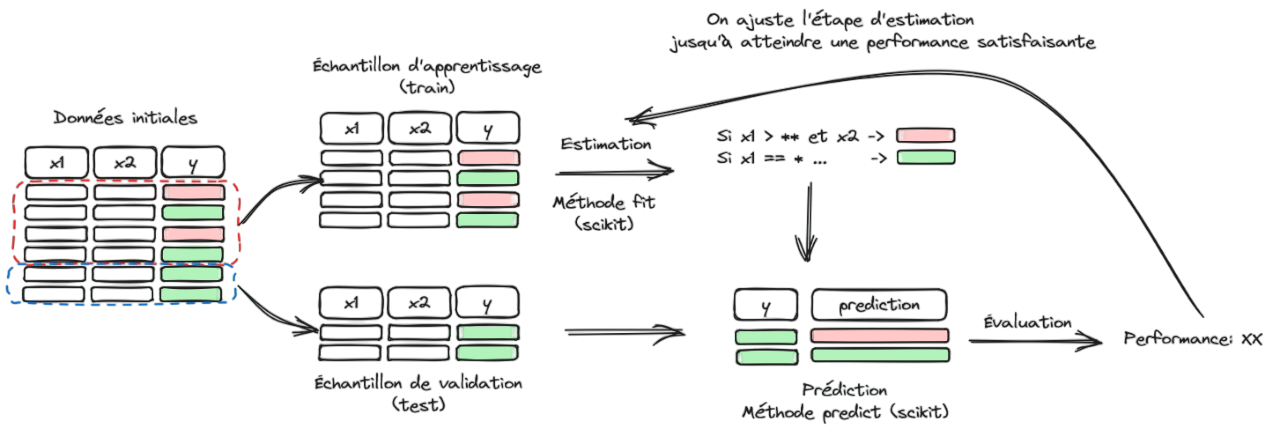 On ajuste l'étape d'estimation
jusqu'à atteindre une performance satisfaisante
Échantillon d'apprentissage
(train)
Données initiales
x1 x2 y
x1 x2 y
Estimation
Méthode fit
(scikit)
Si x1 > ** et x2 ->
Si x1 == * ... ->
x1 x2 y
Échantillon de validation
(test)
y prediction
Prédiction
Méthode predict (scikit)
Évaluation
Performance: XX